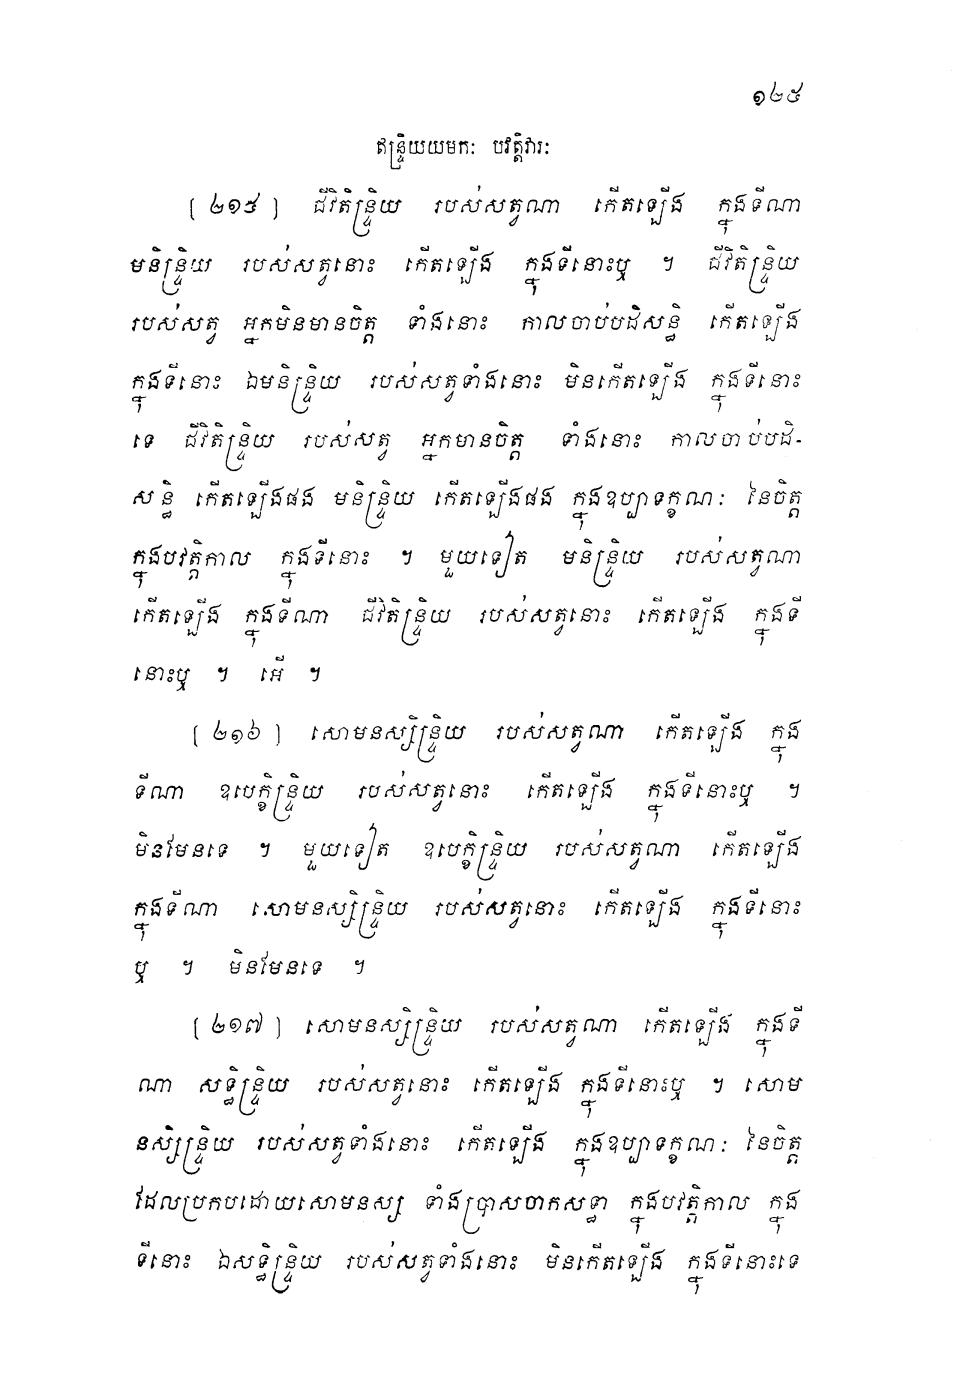 ១២៥
ឥន្ទ្រិយយមកៈ បវត្តិវារៈ
[ ២១៥ ] ជីវិតិន្ទ្រិយ របស់សត្វណា កើតឡើង ក្នុងទីណា
មនិន្ទ្រិយ របស់សត្វនោះ កើតឡើង ក្នុងទីនោះឬ ។ ជីវិតិន្ទ្រិយ
របស់សត្វ អ្នកមិនមានចិត្ត ទាំងនោះ កាលចាប់បដិសន្ធិ កើតឡើង
ក្នុងទីនោះ ឯមនិន្ទ្រិយ របស់សត្វទាំងនោះ មិនកើតឡើង ក្នុងទីនោះ
ទេ ជីវិតិន្ទ្រិយ របស់សត្វ អ្នកមានចិត្ត ទាំងនោះ កាលចាប់បដិ-
សន្ធិ កើតឡើងផង មនិន្ទ្រិយ កើតឡើងផង ក្នុងឧប្បាទក្ខណៈ នៃចិត្ត
ក្នុងបវត្តិកាល ក្នុងទីនោះ ។ មួយទៀត មនិន្ទ្រិយ របស់សត្វណា
កើតឡើង ក្នុងទីណា ជីវិតិន្ទ្រិយ របស់សត្វនោះ កើតឡើង ក្នុងទី
នោះឬ ។ អើ ។
[ ២១៦ ] សោមនស្សិន្ទ្រិយ របស់សត្វណា កើតឡើង ក្នុង
ទីណា ឧបេក្ខិន្ទ្រិយ របស់សត្វនោះ កើតឡើង ក្នុងទីនោះឬ ។
មិនមែនទេ ។ មួយទៀត ឧបេក្ខិន្ទ្រិយ របស់សត្វណា កើតឡើង
ក្នុងទីណា សោមនស្សិន្ទ្រិយ របស់សត្វនោះ កើតឡើង ក្នុងទីនោះ
ឬ ។ មិនមែនទេ ។
[ ២១៧ ] សោមនស្សិន្ទ្រិយ របស់សត្វណា កើតឡើង ក្នុងទី
ណា សទ្ធិន្ទ្រិយ របស់សត្វនោះ កើតឡើង ក្នុងទីនោះឬ ។ សោម
នស្សិន្ទ្រិយ របស់សត្វទាំងនោះ កើតឡើង ក្នុងឧប្បាទក្ខណៈ នៃចិត្ត
ដែលប្រកបដោយសោមនស្ស ទាំងប្រាសចាកសទ្ធា ក្នុងបវត្តិកាល ក្នុង
ទីនោះ ឯសទ្ធិន្ទ្រិយ របស់សត្វទាំងនោះ មិនកើតឡើង ក្នុងទីនោះទេ